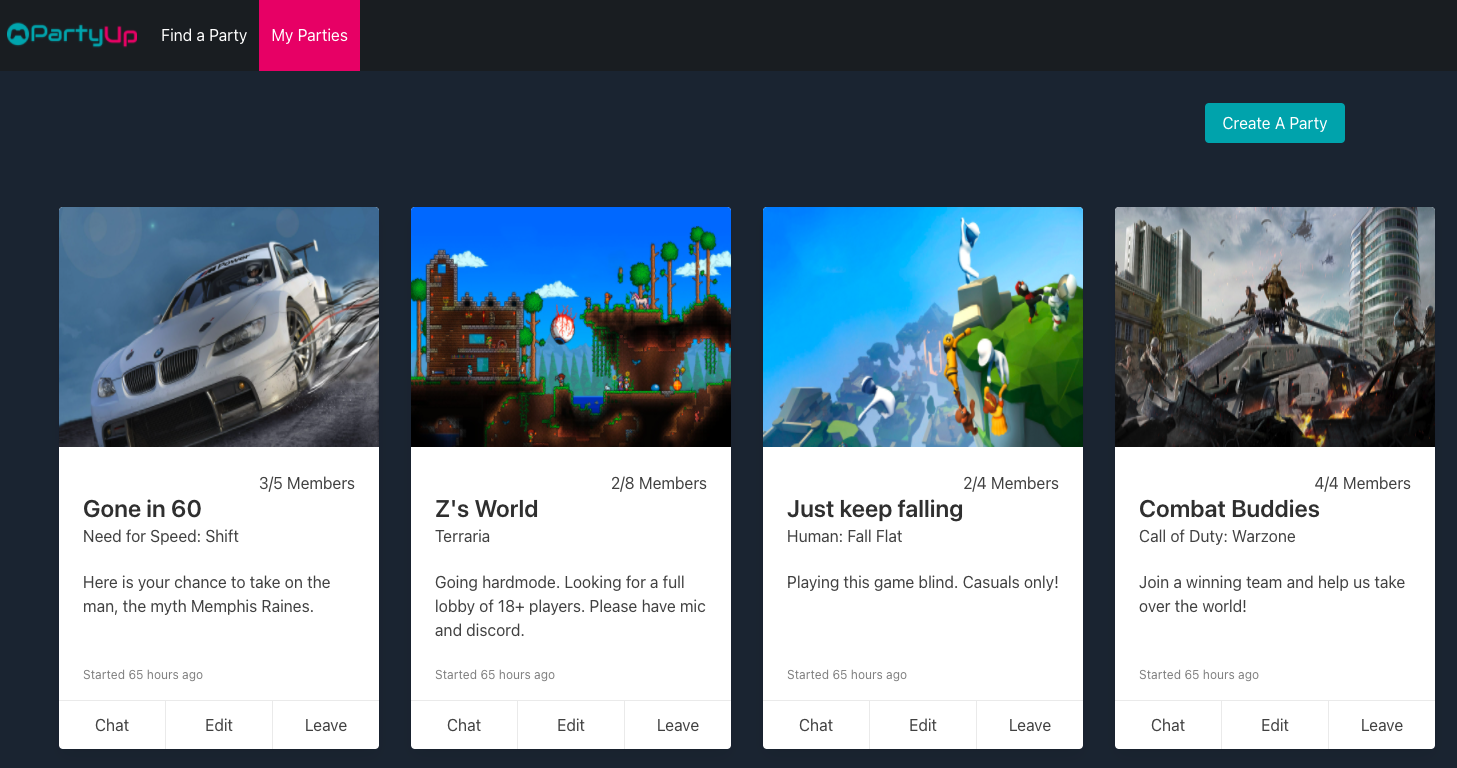 PartyUp
Find a Party
My Parties
Create A Party
3/5 Members
Gone in 60
Need for Speed: Shift
Here is your chance to take on the
man, the myth Memphis Raines.
Started 65 hours ago
Chat
Edit
Leave
2/8 Members
Z's World
Terraria
Going hardmode. Looking for a full
lobby of 18+ players. Please have mic
and discord.
Started 65 hours ago
Chat
Edit
Leave
2/4 Members
Just keep falling
Human: Fall Flat
Playing this game blind. Casuals only!
Started 65 hours ago
Chat
Edit
Leave
4/4 Members
Combat Buddies
Call of Duty: Warzone
Join a winning team and help us take
over the world!
Started 65 hours ago
Chat
Edit
Leave